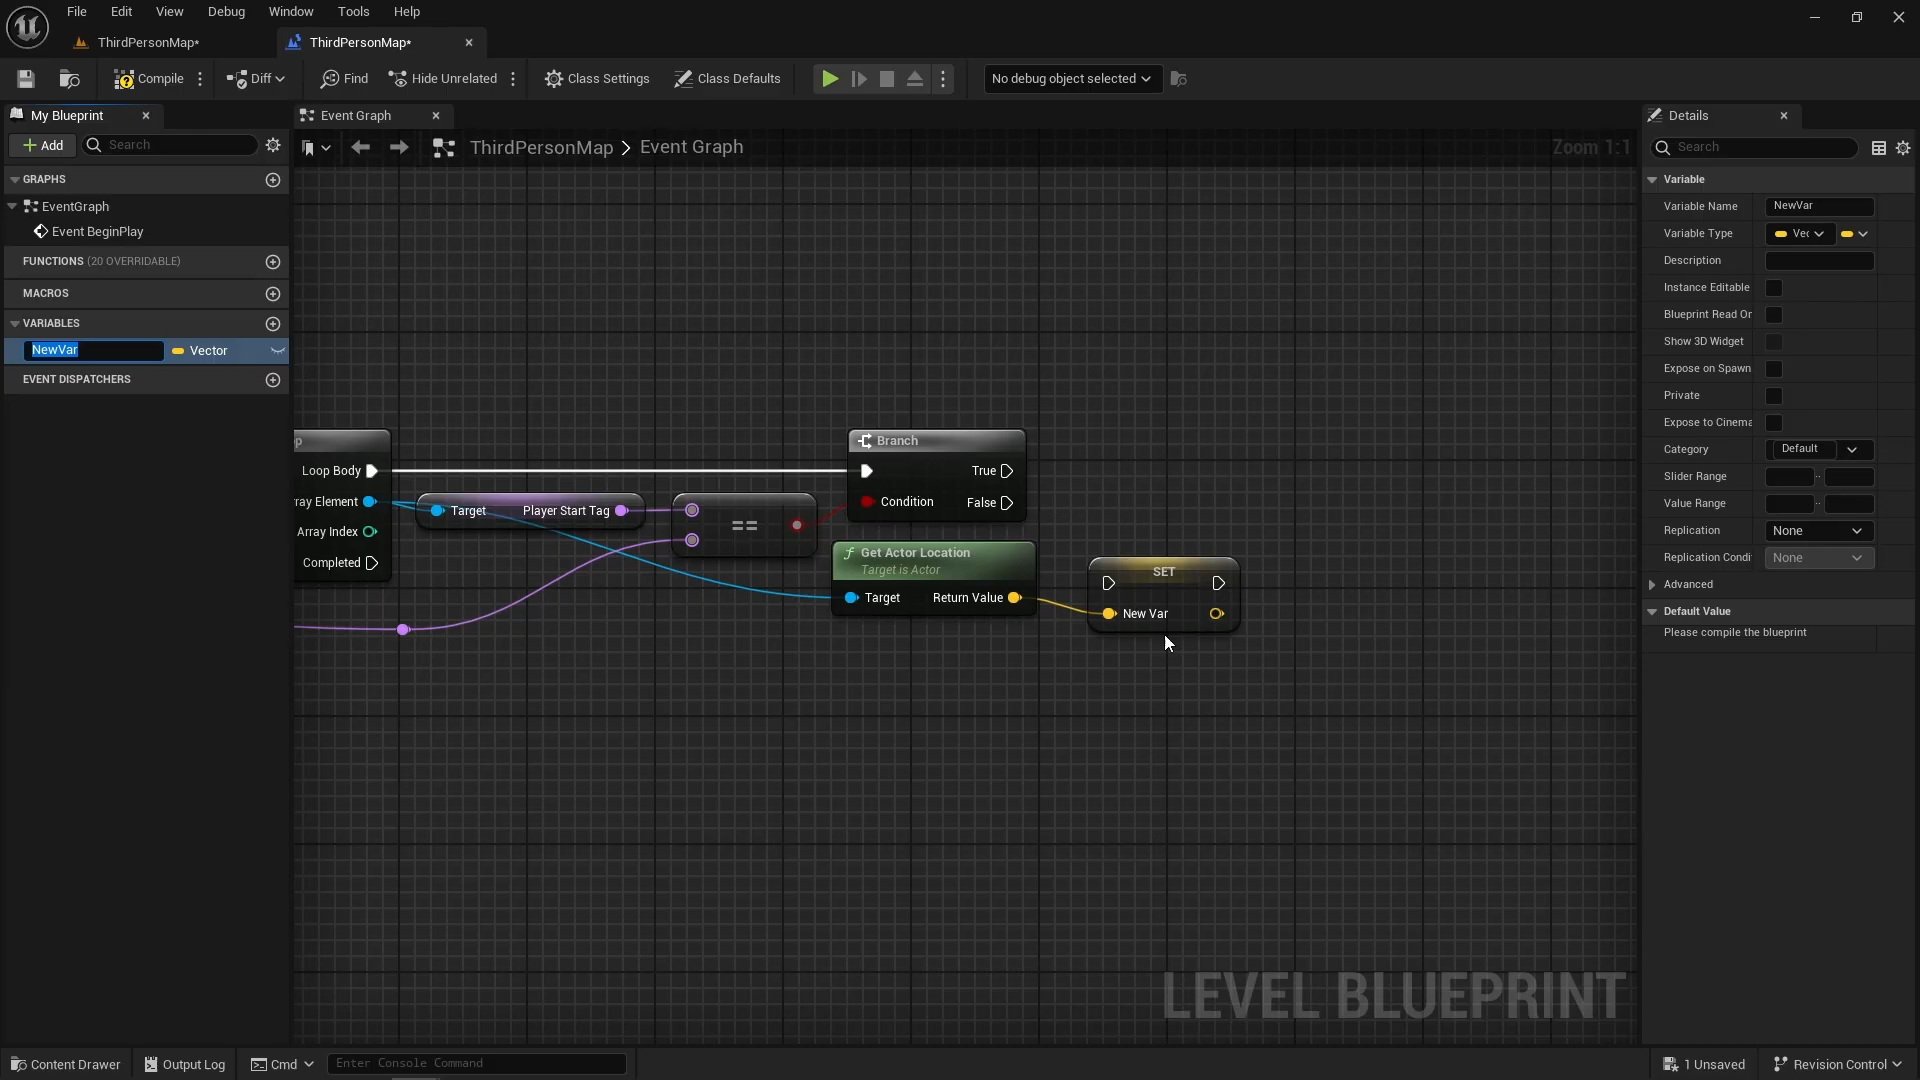 File Edit View Debug Window Tools Help
ThirdPersonMap*
ThirdPersonMap*
Compile
Diff
Find
Hide Unrelated
Class Settings
Class Defaults
No debug object selected
My Blueprint
Event Graph
Details
Add
Search
ThirdPersonMap > Event Graph
Zoom 1:1
Search
GRAPHS
EventGraph
Event BeginPlay
FUNCTIONS (20 OVERRIDABLE)
MACROS
VARIABLES
NewVar
Vector
EVENT DISPATCHERS
p
Loop Body
ray Element
Array Index
Completed
Target
Player Start Tag
==
Branch
True
Condition
False
Get Actor Location
Target is Actor
Target
Return Value
SET
New Var
Variable
Variable Name
NewVar
Variable Type
Vec
Description
Instance Editable
Blueprint Read Or
Show 3D Widget
Expose on Spawn
Private
Expose to Cinema
Category
Default
Slider Range
Value Range
Replication
None
Replication Condi
None
Advanced
Default Value
Please compile the blueprint
LEVEL BLUEPRINT
Content Drawer
Output Log
Cmd
Enter Console Command
1 Unsaved
Revision Control